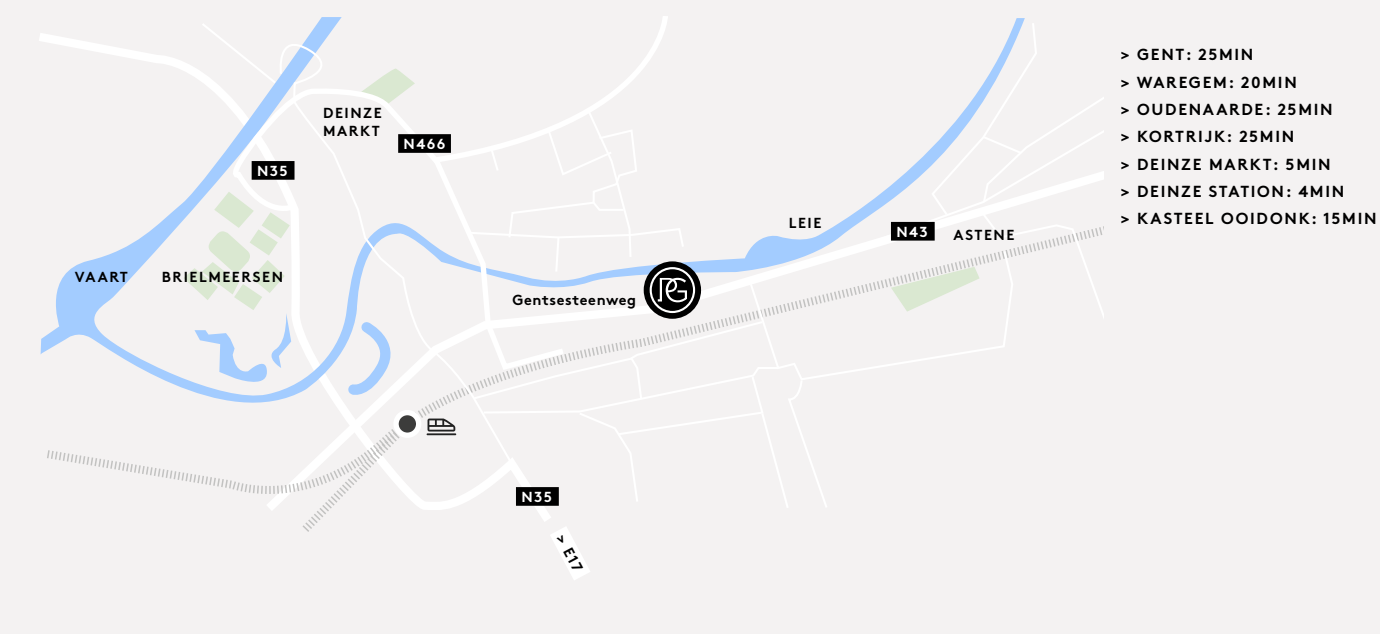 DEINZE
MARKT
N466
N35
VAART
BRIELMEERSEN
LEIE
N43
ASTENE
Gentsesteenweg
PG
N35
> E17
> GENT: 25MIN
> WAREGEM: 20MIN
> OUDENAARDE: 25MIN
> KORTRIJK: 25MIN
> DEINZE MARKT: 5MIN
> DEINZE STATION: 4MIN
> KASTEEL OOIDONK: 15MIN